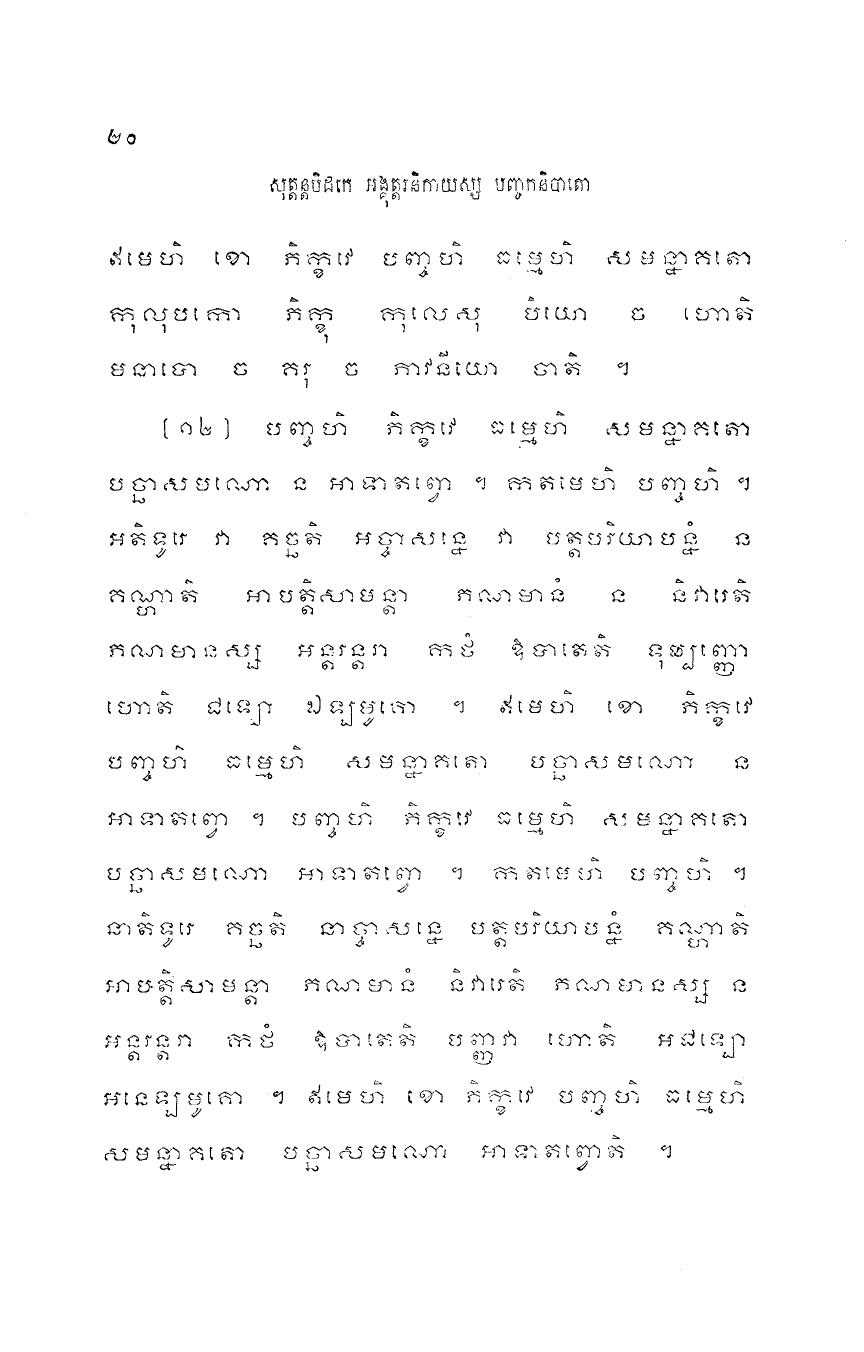 ២០
សុត្តន្តបិដកេ អង្គុត្តរនិកាយស្ស បញ្ចកនិបាតោ
ឥមេហិ ខោ ភិក្ខវេ បញ្ចហិ ធម្មេហិ សមន្នាគតោ
កុលុបកោ ភិក្ខុ កុលេសុ បិយោ ច ហោតិ
មនាបោ ច គរុ ច ភាវនីយោ ចាតិ ។
[១២] បញ្ចហិ ភិក្ខវេ ធម្មេហិ សមន្នាគតោ
បច្ឆាសមណោ ន អាទាតព្វោ ។ កតមេហិ បញ្ចហិ ។
អតិទូរេ វា គច្ឆតិ អច្ចាសន្នេ វា បត្តបរិយាបន្នំ ន
គណ្ហាតិ អាបត្តិសាមន្តា ភណមានំ ន និវារេតិ
ភណមានស្ស អន្តរន្តរា កថំ ឱបាតេតិ ទុប្បញ្ញោ
ហោតិ ជឡោ ឯឡមូគោ ។ ឥមេហិ ខោ ភិក្ខវេ
បញ្ចហិ ធម្មេហិ សមន្នាគតោ បច្ឆាសមណោ ន
អាទាតព្វោ ។ បញ្ចហិ ភិក្ខវេ ធម្មេហិ សមន្នាគតោ
បច្ឆាសមណោ អាទាតព្វោ ។ កតមេហិ បញ្ចហិ ។
នាតិទូរេ គច្ឆតិ នាច្ចាសន្នេ បត្តបរិយាបន្នំ គណ្ហាតិ
អាបត្តិសាមន្តា ភណមានំ និវារេតិ ភណមានស្ស ន
អន្តរន្តរា កថំ ឱបាតេតិ បញ្ញវា ហោតិ អជឡោ
អនេឡមូគោ ។ ឥមេហិ ខោ ភិក្ខវេ បញ្ចហិ ធម្មេហិ
សមន្នាគតោ បច្ឆាសមណោ អាទាតព្វោតិ ។